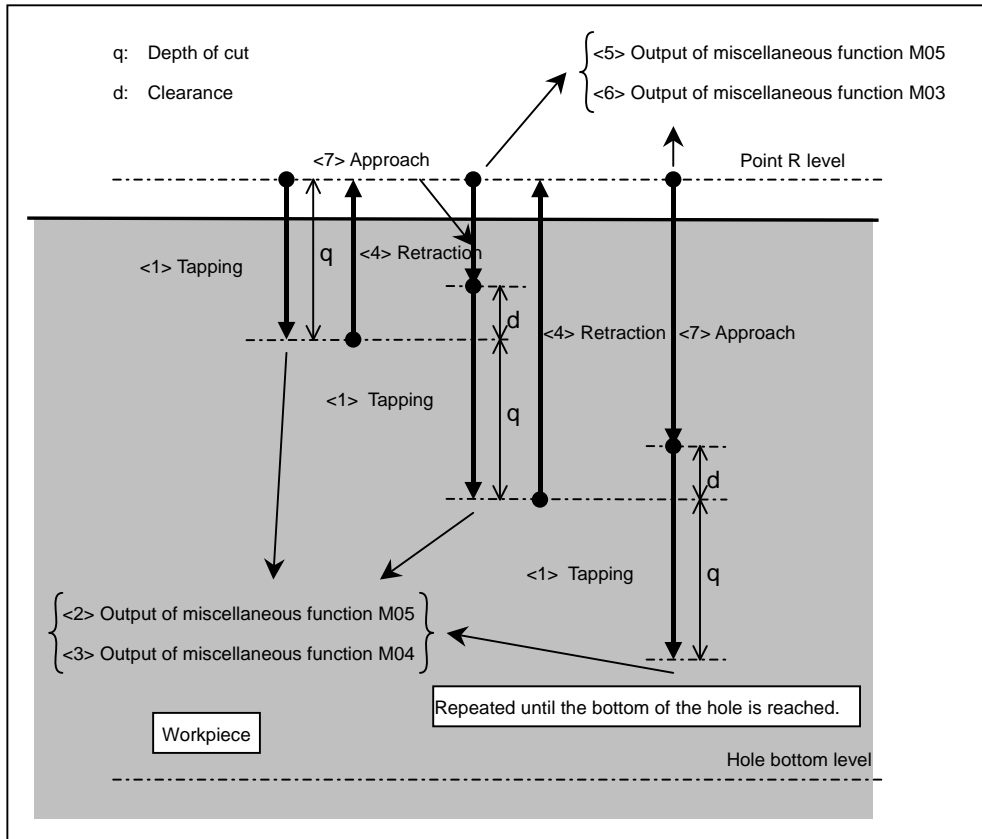 q: Depth of cut
d: Clearance
<5> Output of miscellaneous function M05
<6> Output of miscellaneous function M03
<7> Approach
Point R level
<1> Tapping
q
<4> Retraction
d
<4> Retraction
<7> Approach
<1> Tapping
q
d
<1> Tapping
q
<2> Output of miscellaneous function M05
<3> Output of miscellaneous function M04
Repeated until the bottom of the hole is reached.
Workpiece
Hole bottom level